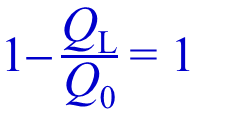 1 − Q_L / Q_0 = 1